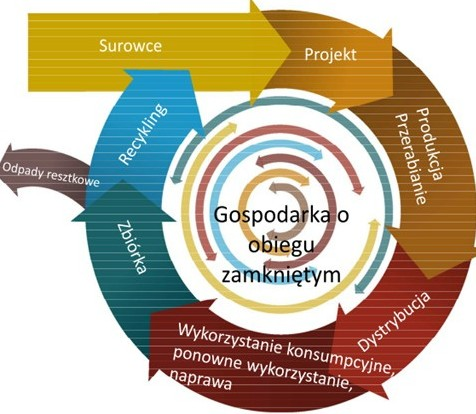 Surowce
Projekt
Produkcja
Przerabianie
Dystrybucja
Wykorzystanie konsumpcyjne,
ponowne wykorzystanie,
naprawa
Zbiórka
Recykling
Odpady resztkowe
Gospodarka o
obiegu
zamkniętym